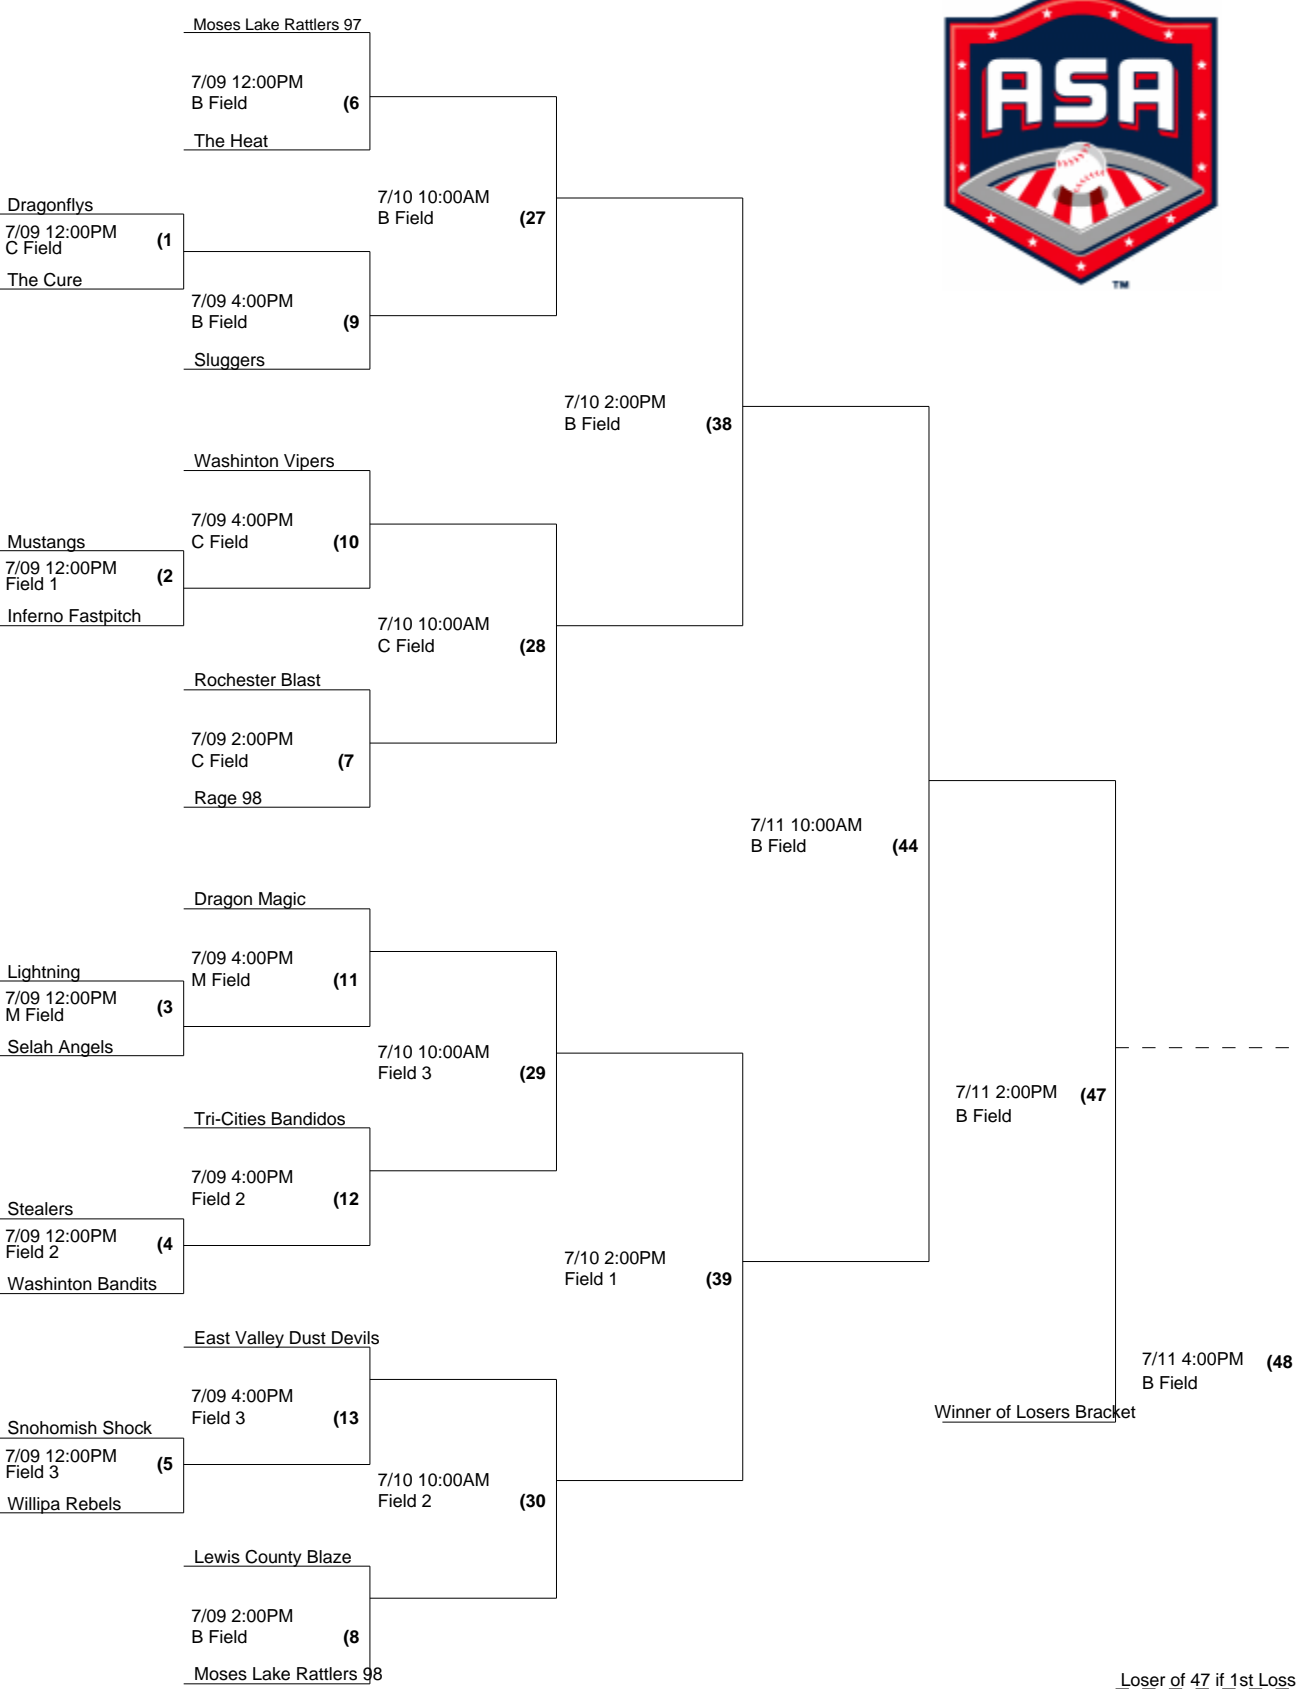 Moses Lake Rattlers 97
7/09 12:00PM
B Field (6
The Heat
ASA
TM
Dragonflys
7/09 12:00PM
C Field (1
The Cure
7/10 10:00AM
B Field (27
7/09 4:00PM
B Field (9
Sluggers
7/10 2:00PM
B Field (38
Washinton Vipers
7/09 4:00PM
C Field (10
Mustangs
7/09 12:00PM
Field 1 (2
Inferno Fastpitch
7/10 10:00AM
C Field (28
Rochester Blast
7/09 2:00PM
C Field (7
Rage 98
7/11 10:00AM
B Field (44
Dragon Magic
7/09 4:00PM
M Field (11
Lightning
7/09 12:00PM
M Field (3
Selah Angels
7/10 10:00AM
Field 3 (29
7/11 2:00PM (47
B Field
Tri-Cities Bandidos
7/09 4:00PM
Field 2 (12
Stealers
7/09 12:00PM
Field 2 (4
Washinton Bandits
7/10 2:00PM
Field 1 (39
East Valley Dust Devils
7/09 4:00PM
Field 3 (13
7/11 4:00PM (48
B Field
Winner of Losers Bracket
Snohomish Shock
7/09 12:00PM
Field 3 (5
Willipa Rebels
7/10 10:00AM
Field 2 (30
Lewis County Blaze
7/09 2:00PM
B Field (8
Moses Lake Rattlers 98
Loser of 47 if 1st Loss